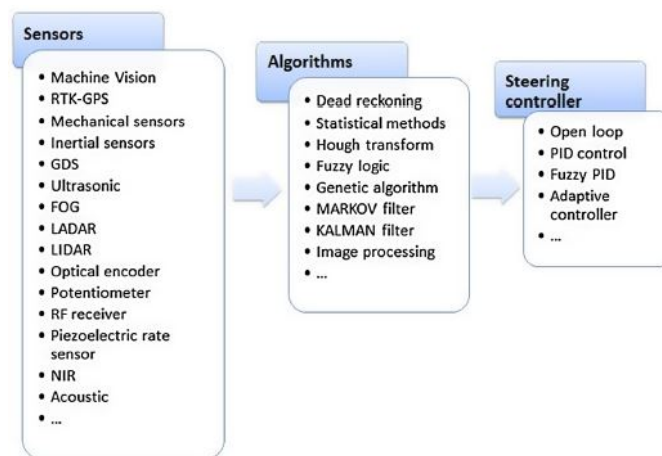 Sensors
• Machine Vision
• RTK-GPS
• Mechanical sensors
• Inertial sensors
• GDS
• Ultrasonic
• FOG
• LADAR
• LIDAR
• Optical encoder
• Potentiometer
• RF receiver
• Piezoelectric rate
sensor
• NIR
• Acoustic
• ...
Algorithms
• Dead reckoning
• Statistical methods
• Hough transform
• Fuzzy logic
• Genetic algorithm
• MARKOV filter
• KALMAN filter
• Image processing
• ...
Steering
controller
• Open loop
• PID control
• Fuzzy PID
• Adaptive
controller
• ...